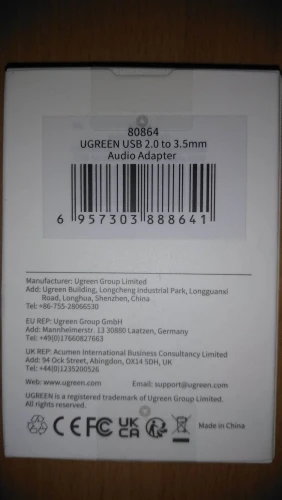 80864
UGREEN USB 2.0 to 3.5mm
Audio Adapter
6 957303 888641
Manufacturer: Ugreen Group Limited
Add: Ugreen Building, Longcheng Industrial Park, Longguanxi
Road, Longhua, Shenzhen, China
Tel: +86-755-28066530
EU REP: Ugreen Group GmbH
Add: Mannheimerstr. 13 30880 Laatzen, Germany
Tel: +49(0)17660827663
UK REP: Acumen International Business Consultancy Limited
Add: 94 Ock Street, Abingdon, OX14 5DH, UK
Tel: +44(0)1235200526
Web: www.ugreen.com Email: support@ugreen.com
UGREEN is a registered trademark of Ugreen Group Limited.
All rights reserved.
CE FC UK CA Made in China